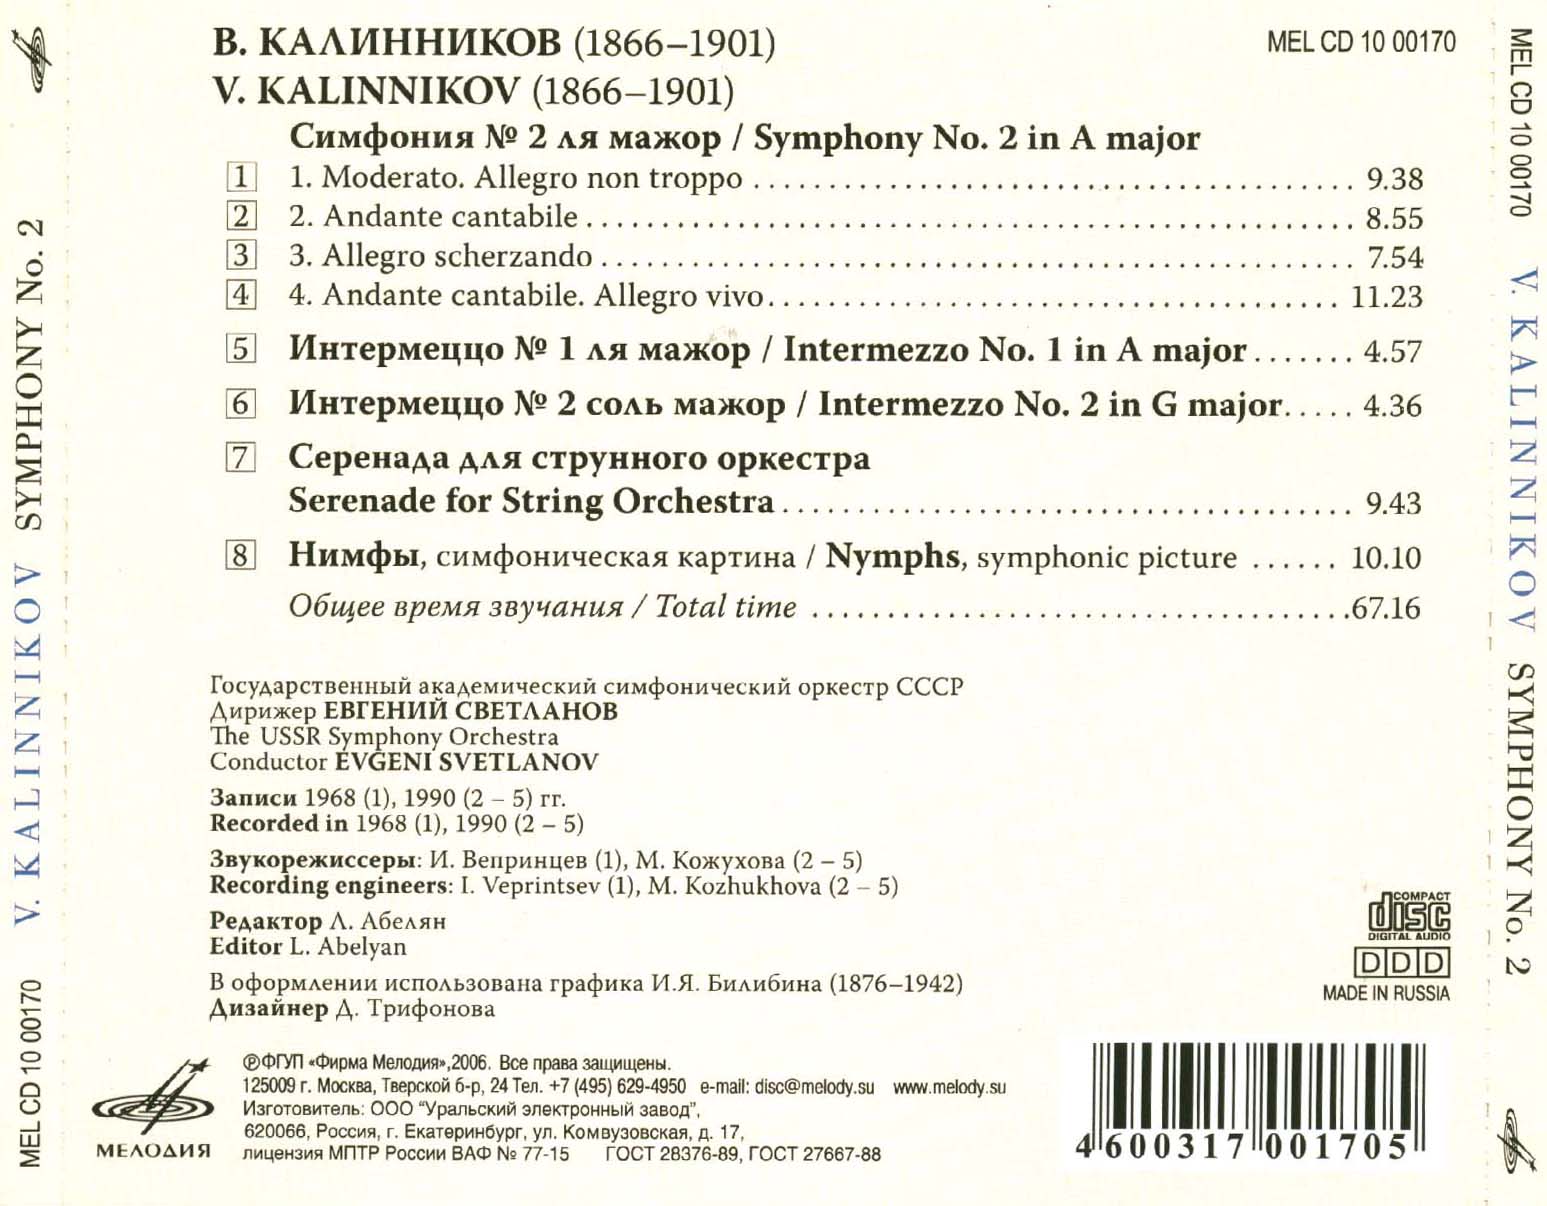 В. КАЛИННИКОВ (1866–1901)
MEL CD 10 00170
V. KALINNIKOV (1866–1901)
Симфония № 2 ля мажор / Symphony No. 2 in A major
1 1. Moderato. Allegro non troppo ........ 9.38
2 2. Andante cantabile ........ 8.55
3 3. Allegro scherzando ........ 7.54
4 4. Andante cantabile. Allegro vivo ........ 11.23
5 Интермеццо № 1 ля мажор / Intermezzo No. 1 in A major ....... 4.57
6 Интермеццо № 2 соль мажор / Intermezzo No. 2 in G major ..... 4.36
7 Серенада для струнного оркестра
Serenade for String Orchestra ........ 9.43
8 Нимфы, симфоническая картина / Nymphs, symphonic picture ...... 10.10
Общее время звучания / Total time ........ 67.16
Государственный академический симфонический оркестр СССР
Дирижер ЕВГЕНИЙ СВЕТЛАНОВ
The USSR Symphony Orchestra
Conductor EVGENI SVETLANOV
Записи 1968 (1), 1990 (2 – 5) гг.
Recorded in 1968 (1), 1990 (2 – 5)
Звукорежиссеры: И. Вепринцев (1), М. Кожухова (2 – 5)
Recording engineers: I. Veprintsev (1), M. Kozhukhova (2 – 5)
Редактор Л. Абелян
Editor L. Abelyan
В оформлении использована графика И.Я. Билибина (1876–1942)
Дизайнер Д. Трифонова
COMPACT
disc
DIGITAL AUDIO
DDD
MADE IN RUSSIA
МЕЛОДИЯ
℗ФГУП «Фирма Мелодия»,2006. Все права защищены.
125009 г. Москва, Тверской б-р, 24 Тел. +7 (495) 629-4950 e-mail: disc@melody.su www.melody.su
Изготовитель: ООО "Уральский электронный завод",
620066, Россия, г. Екатеринбург, ул. Комвузовская, д. 17,
лицензия МПТР России ВАФ № 77-15 ГОСТ 28376-89, ГОСТ 27667-88
4 600317 001705
MEL CD 10 00170 V. KALINNIKOV SYMPHONY No. 2
MEL CD 10 00170 V. KALINNIKOV SYMPHONY No. 2